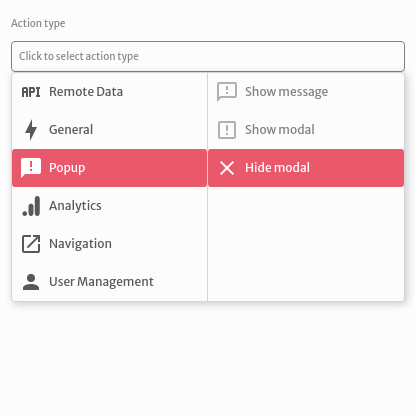 Action type
Click to select action type
API Remote Data
General
Popup
Analytics
Navigation
User Management
Show message
Show modal
Hide modal